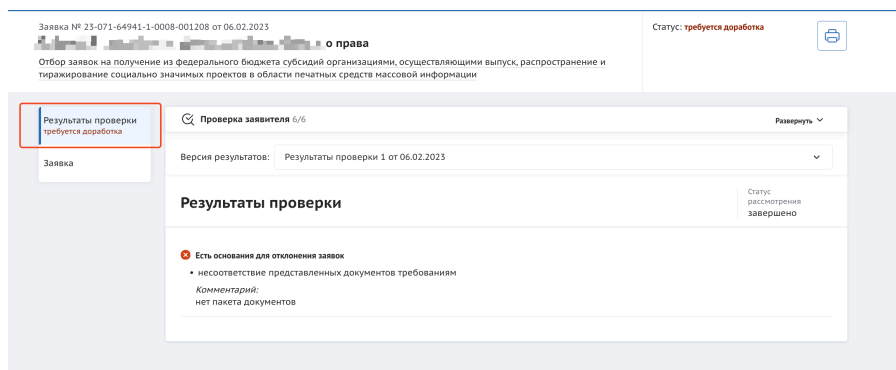 Заявка № 23-071-64941-1-0008-001208 от 06.02.2023
о права
Отбор заявок на получение из федерального бюджета субсидий организациями, осуществляющими выпуск, распространение и
тиражирование социально значимых проектов в области печатных средств массовой информации
Статус: требуется доработка
Результаты проверки
требуется доработка
Заявка
Проверка заявителя 6/6
Развернуть
Версия результатов: Результаты проверки 1 от 06.02.2023
Результаты проверки
Статус
рассмотрения
завершено
Есть основания для отклонения заявок
• несоответствие представленных документов требованиям
Комментарий:
нет пакета документов